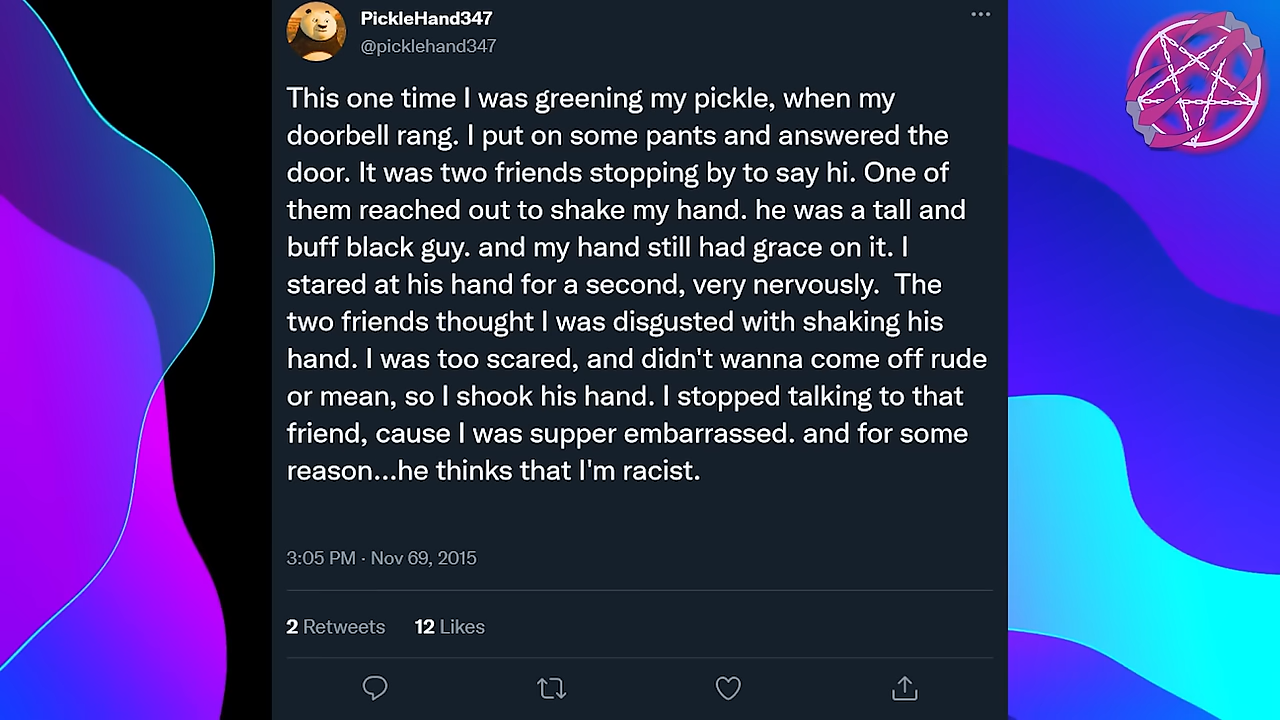 PickleHand347
@picklehand347
This one time I was greening my pickle, when my
doorbell rang. I put on some pants and answered the
door. It was two friends stopping by to say hi. One of
them reached out to shake my hand. he was a tall and
buff black guy. and my hand still had grace on it. I
stared at his hand for a second, very nervously.  The
two friends thought I was disgusted with shaking his
hand. I was too scared, and didn't wanna come off rude
or mean, so I shook his hand. I stopped talking to that
friend, cause I was supper embarrassed. and for some
reason...he thinks that I'm racist.
3:05 PM · Nov 69, 2015
2 Retweets 12 Likes